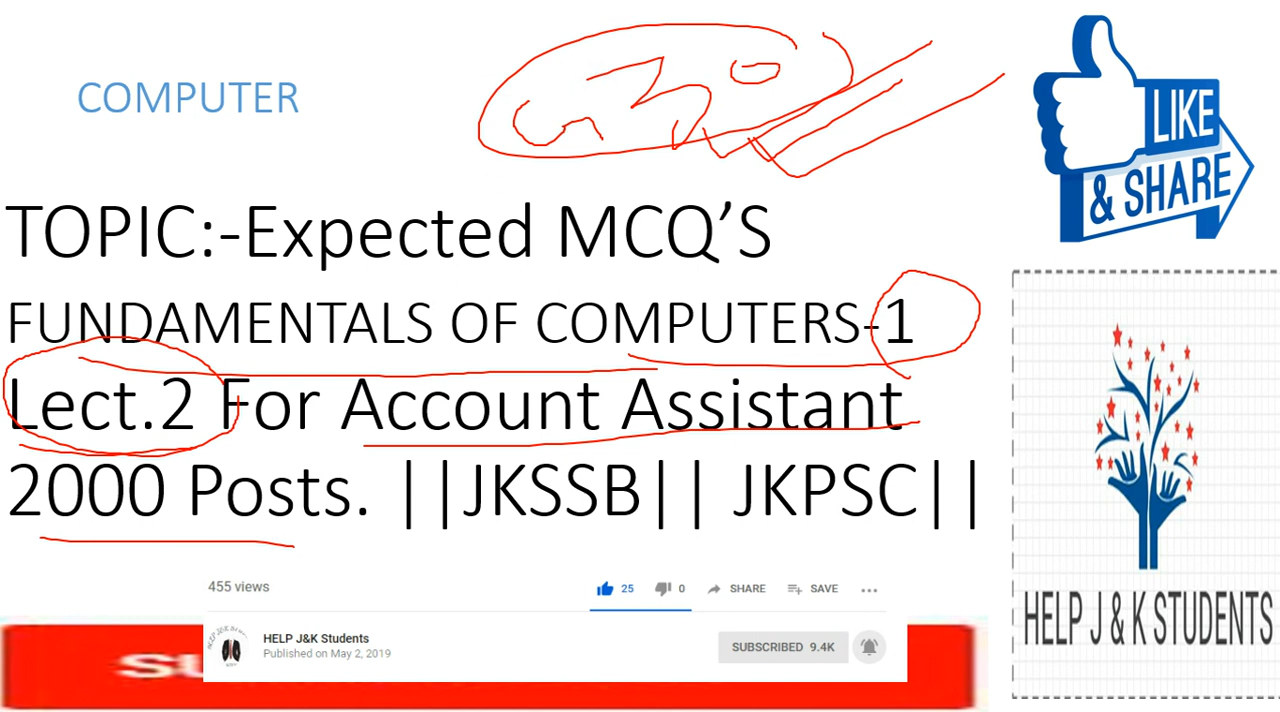 COMPUTER
LIKE
& SHARE
TOPIC:-Expected MCQ’S
FUNDAMENTALS OF COMPUTERS-1
Lect.2 For Account Assistant
2000 Posts. ||JKSSB|| JKPSC||
455 views
25
0
SHARE
SAVE
HELP J&K Students
Published on May 2, 2019
SUBSCRIBED 9.4K
HELP J & K STUDENTS